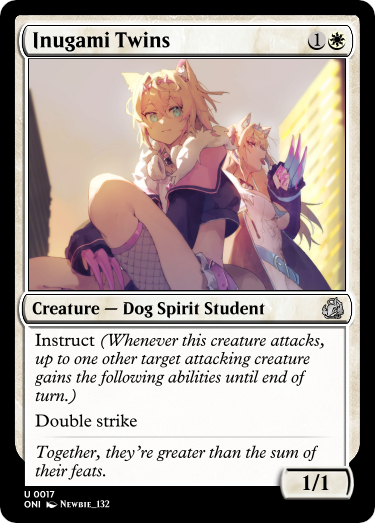 Inugami Twins 1
Creature — Dog Spirit Student
Instruct (Whenever this creature attacks,
up to one other target attacking creature
gains the following abilities until end of
turn.)
Double strike
Together, they're greater than the sum of
their feats.
1/1
U 0017
ONI Newbie_132